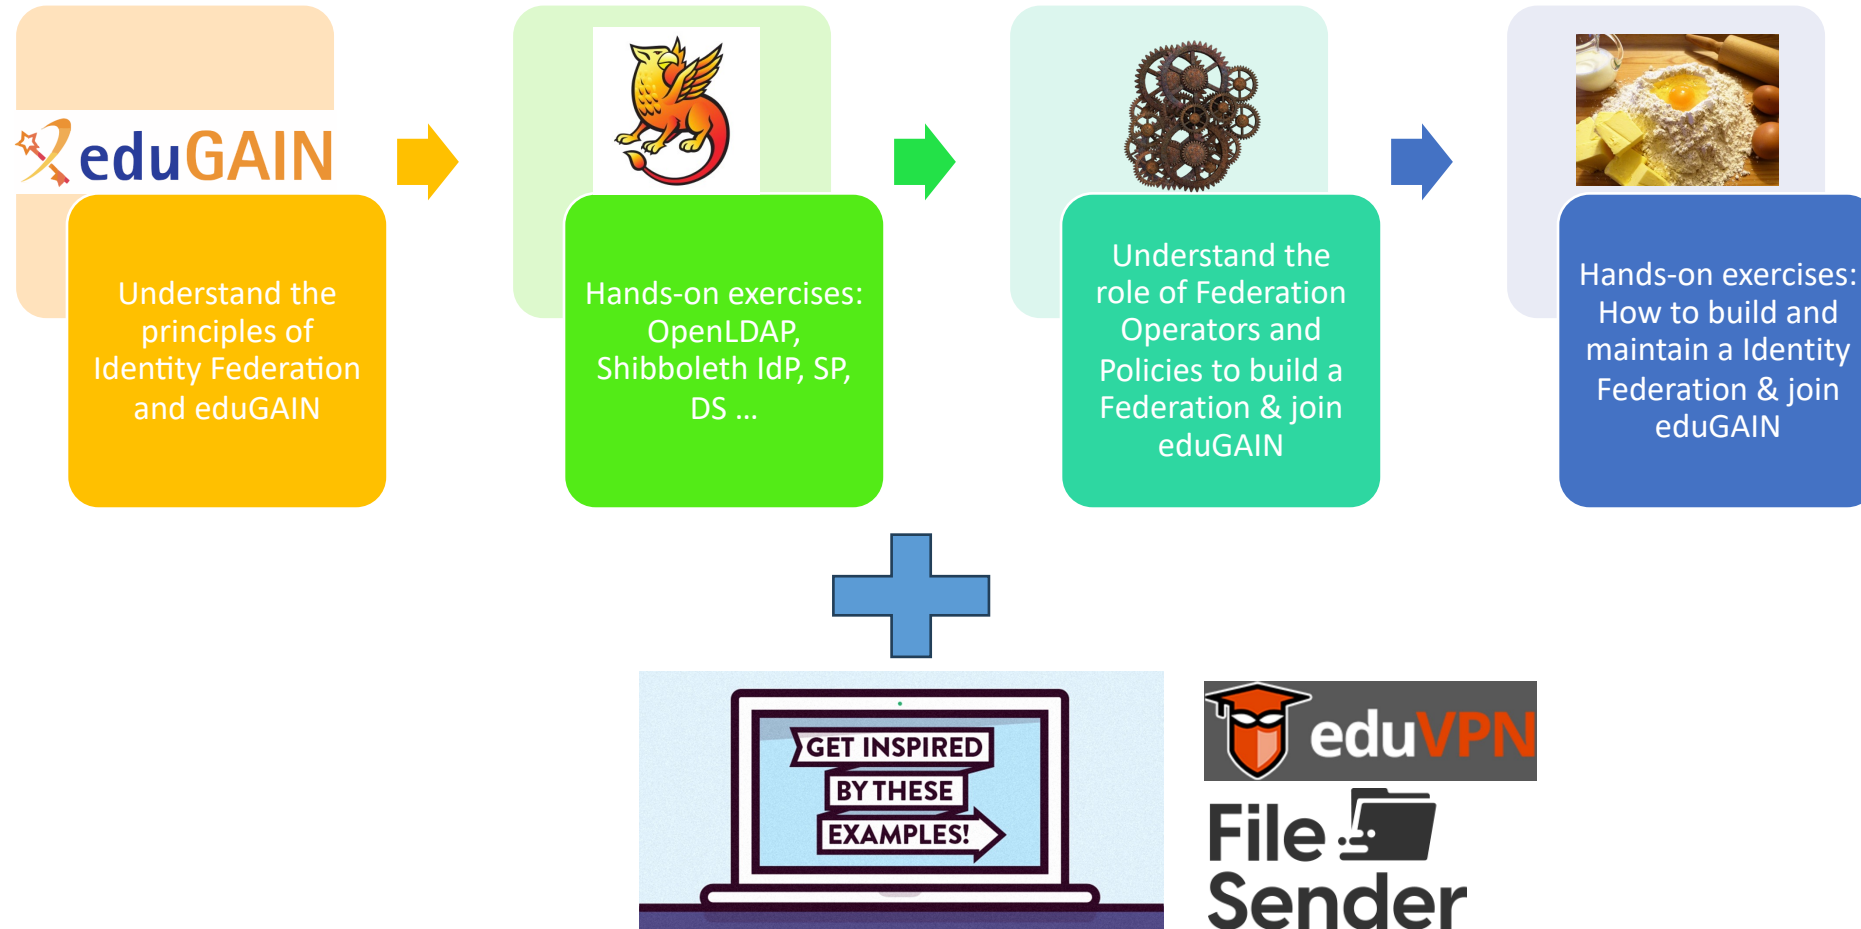 eduGAIN
Understand the
principles of
Identity Federation
and eduGAIN
Hands-on exercises:
OpenLDAP,
Shibboleth IdP, SP,
DS ...
Understand the
role of Federation
Operators and
Policies to build a
Federation & join
eduGAIN
Hands-on exercises:
How to build and
maintain a Identity
Federation & join
eduGAIN
GET INSPIRED
BY THESE
EXAMPLES!
eduVPN
File
Sender